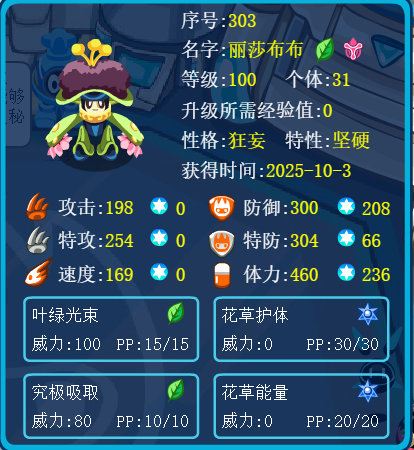 序号:303
名字:丽莎布布
等级:100 个体:31
升级所需经验值:0
性格:狂妄 特性:坚硬
获得时间:2025-10-3
够
秘
攻击:198 0 防御:300 208
特攻:254 0 特防:304 66
速度:169 0 体力:460 236
叶绿光束 花草护体
威力:100 PP:15/15 威力:0 PP:30/30
究极吸取 花草能量
威力:80 PP:10/10 威力:0 PP:20/20